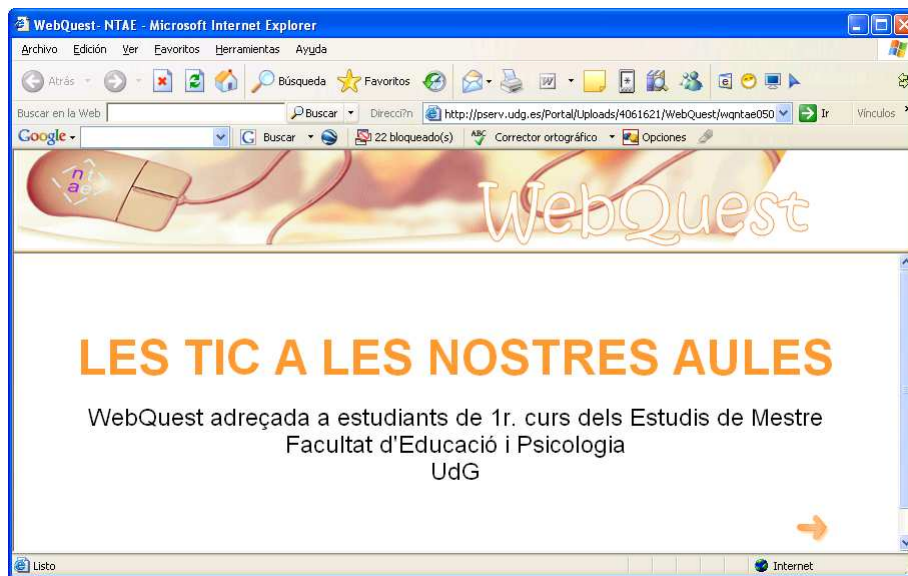 WebQuest- NTAE - Microsoft Internet Explorer
Archivo Edición Ver Favoritos Herramientas Ayuda
Atrás Búsqueda Favoritos
Buscar en la Web Buscar Direcci?n http://pserv.udg.es/Portal/Uploads/4061621/WebQuest/wqntae050 Ir Vínculos
Google Buscar 22 bloqueado(s) ABC Corrector ortográfico Opciones
ntae
WebQuest
LES TIC A LES NOSTRES AULES
WebQuest adreçada a estudiants de 1r. curs dels Estudis de Mestre
Facultat d'Educació i Psicologia
UdG
Listo Internet